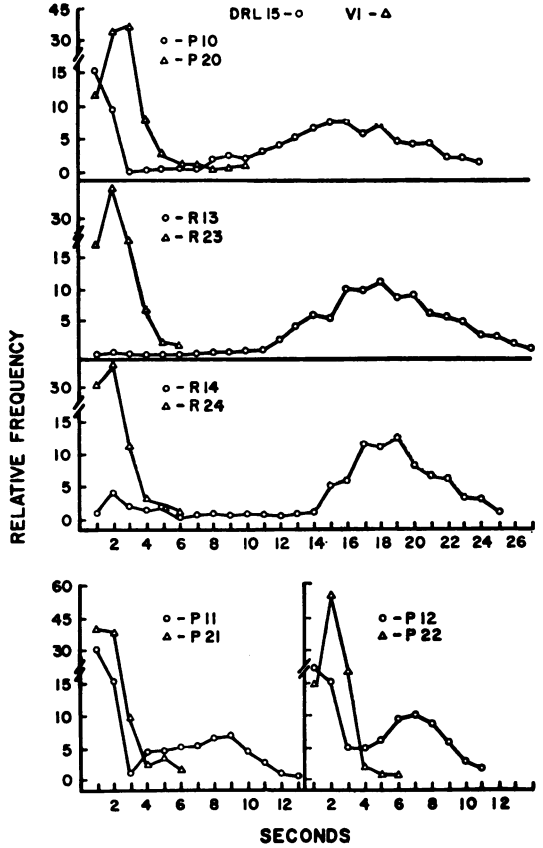 DRL 15-o V1 -Δ
45
30
15
10
5
0
o - P10
Δ - P20
30
15
10
5
o - R13
Δ - R23
30
15
10
5
0
o - R14
Δ - R24
2 4 6 8 10 12 14 16 18 20 22 24 26
RELATIVE FREQUENCY
60
45
30
15
10
5
0
o - P11
Δ - P21
o - P12
Δ - P22
2 4 6 8 10 12 2 4 6 8 10 12
SECONDS